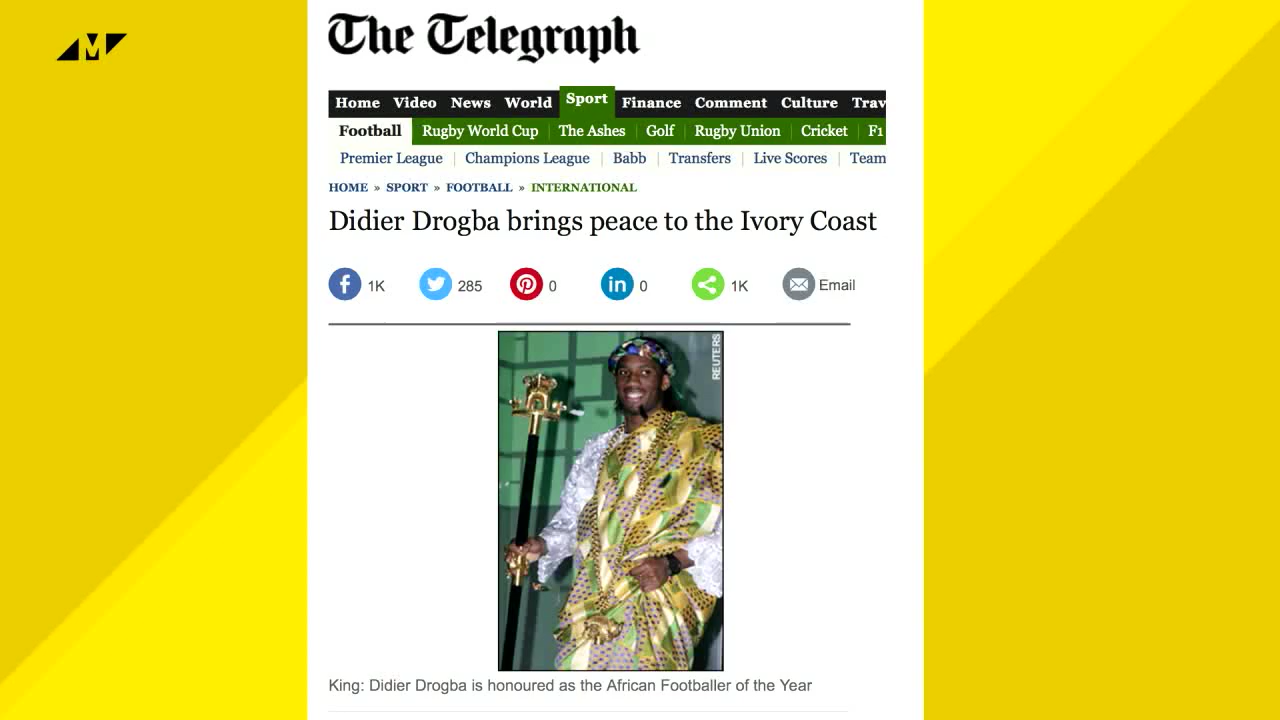 M
The Telegraph
Home Video News World Sport Finance Comment Culture Trav
Football Rugby World Cup The Ashes Golf Rugby Union Cricket F1
Premier League Champions League Babb Transfers Live Scores Team
HOME » SPORT » FOOTBALL » INTERNATIONAL
Didier Drogba brings peace to the Ivory Coast
f 1K 285 0 in 0 1K Email
REUTERS
King: Didier Drogba is honoured as the African Footballer of the Year